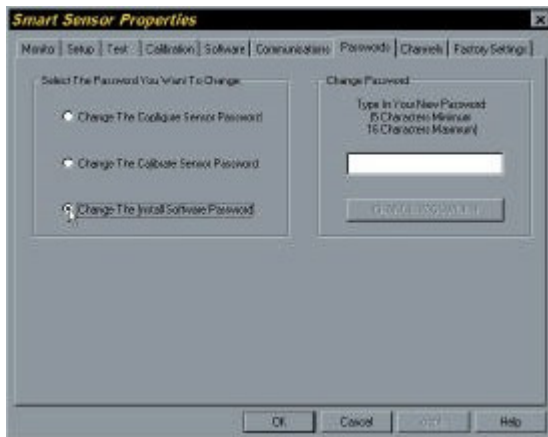 Smart Sensor Properties
Monitor Setup Test Calibration Software Communications Passwords Channels Factory Settings
Select The Password You Want To Change
Change The Configure Sensor Password
Change The Calibrate Sensor Password
Change The Install Software Password
Change Password
Type In Your New Password
(5 Characters Minimum
16 Characters Maximum)
OK Cancel Help